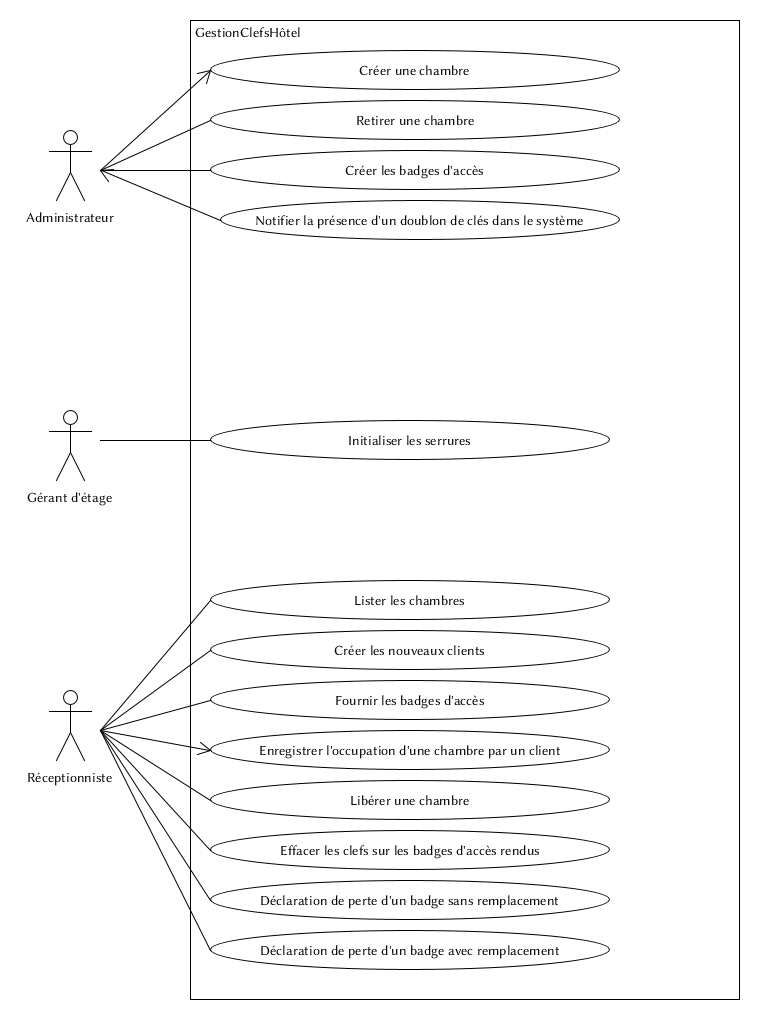 GestionClefsHôtel
Créer une chambre
Retirer une chambre
Créer les badges d'accès
Notifier la présence d'un doublon de clés dans le système
Administrateur
Initialiser les serrures
Gérant d'étage
Lister les chambres
Créer les nouveaux clients
Fournir les badges d'accès
Enregistrer l'occupation d'une chambre par un client
Réceptionniste
Libérer une chambre
Effacer les clefs sur les badges d'accès rendus
Déclaration de perte d'un badge sans remplacement
Déclaration de perte d'un badge avec remplacement